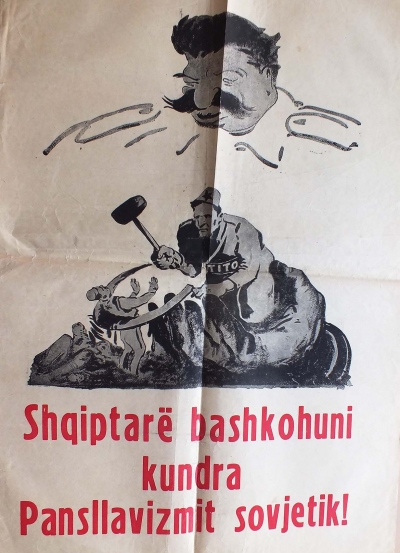 TITO
Shqiptarë bashkohuni
kundra
Pansllavizmit sovjetik!